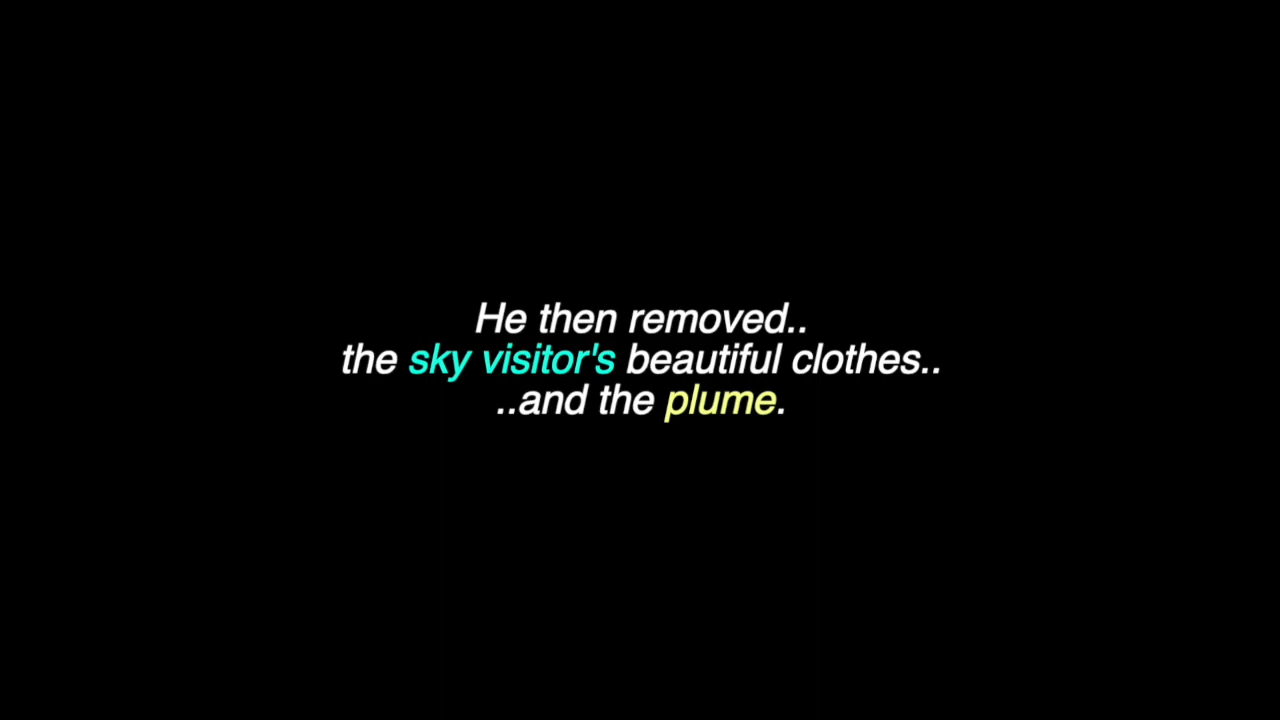 He then removed..
the sky visitor's beautiful clothes..
..and the plume.